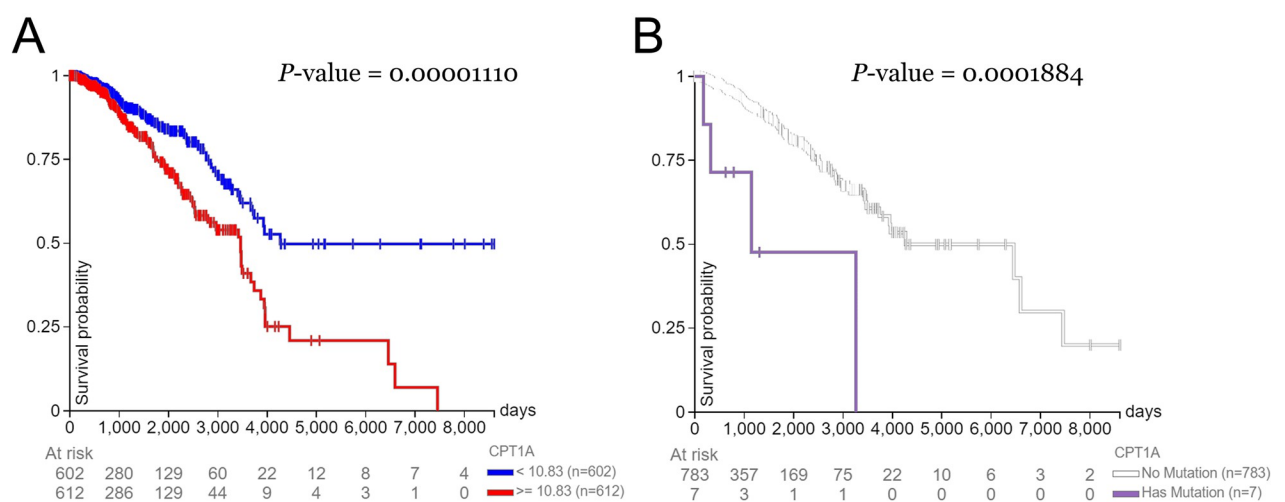 A
P-value = 0.00001110
1
0.75
0.5
0.25
0
Survival probability
0 1,000 2,000 3,000 4,000 5,000 6,000 7,000 8,000 days
At risk
602 280 129 60 22 12 8 7 4
612 286 129 44 9 4 3 1 0
CPT1A
< 10.83 (n=602)
>= 10.83 (n=612)
B
P-value = 0.0001884
1
0.75
0.5
0.25
0
Survival probability
0 1,000 2,000 3,000 4,000 5,000 6,000 7,000 8,000 days
At risk
783 357 169 75 22 10 6 3 2
7 3 1 1 0 0 0 0 0
CPT1A
No Mutation (n=783)
Has Mutation (n=7)